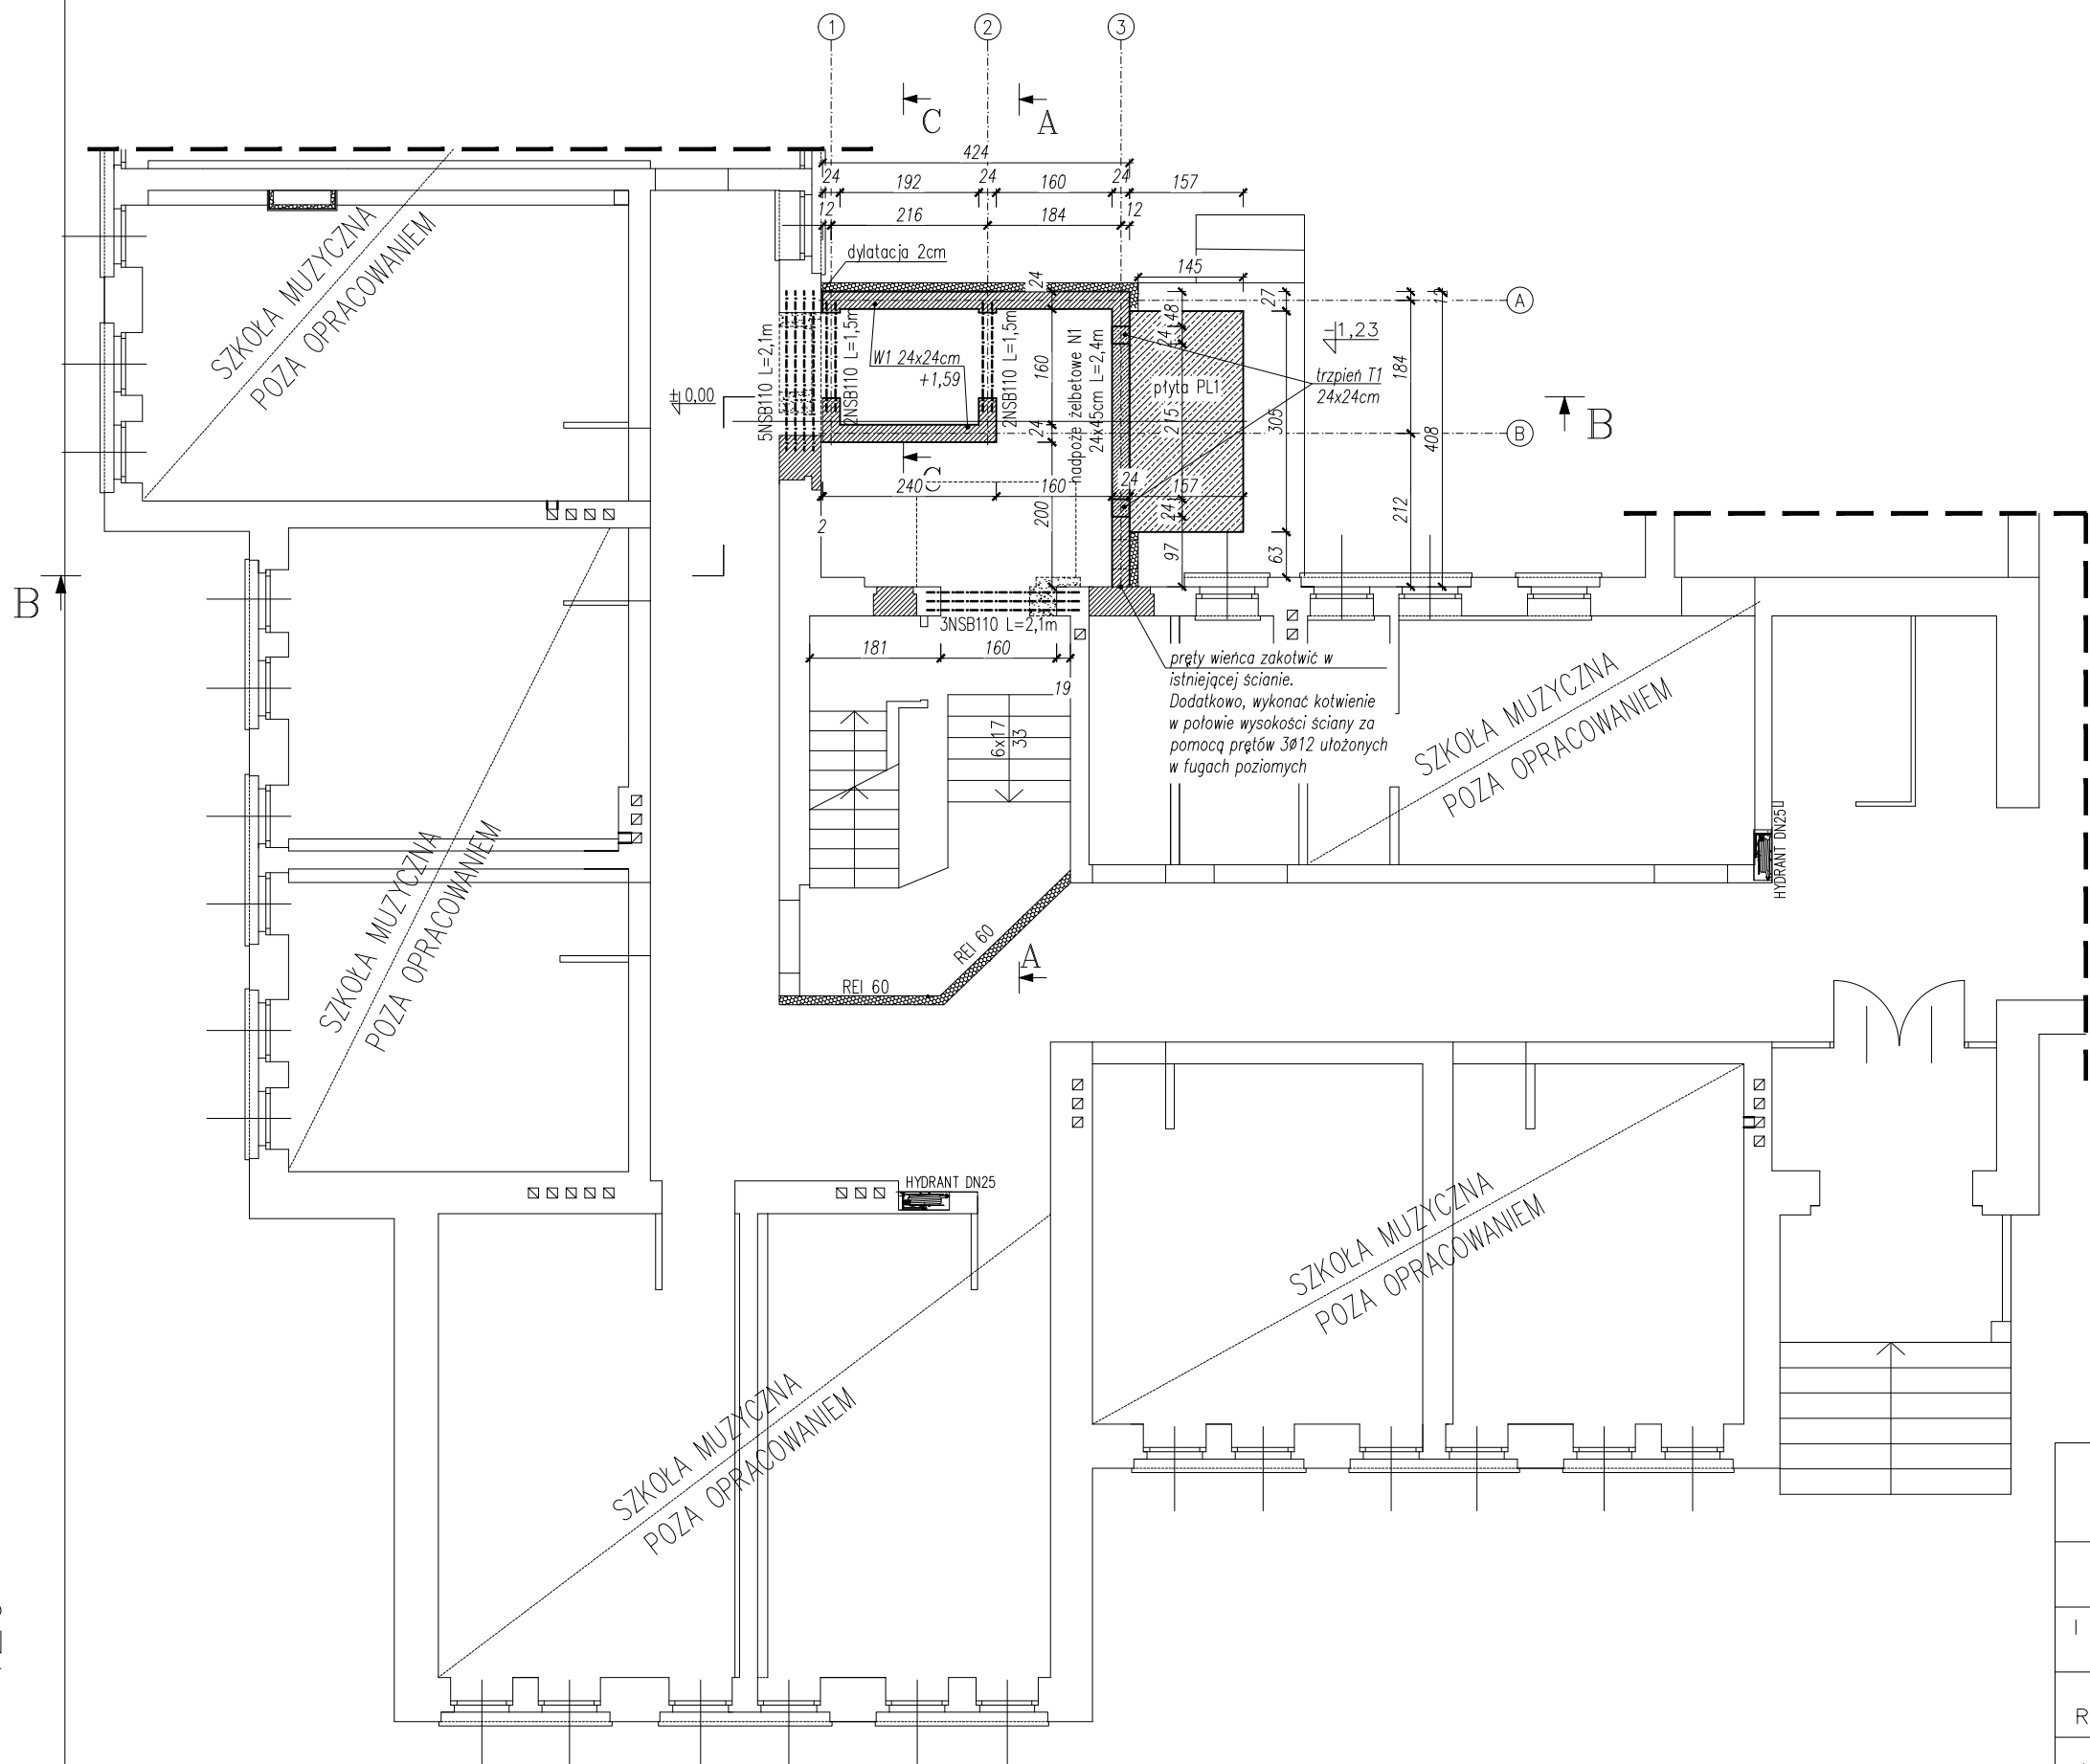 1
2
3
C
A
424
24
192
24
160
24
157
12
216
184
12
dylatacja 2cm
145
24
27
12
A
SZKOŁA MUZYCZNA
POZA OPRACOWANIEM
5NSB110 L=2,1m
2NSB110 L=1,5m
W1 24x24cm
+1,59
2NSB110 L=1,5m
160
24
nadpoże żelbetowe N1
24x45cm L=2,4m
48
24
płyta PL1
215
305
-1,23
184
trzpień T1
24x24cm
408
±0,00
B
B
C
240
160
24
157
2
200
24
97
63
212
B
3NSB110 L=2,1m
181
160
19
pręty wieńca zakotwić w
istniejącej ścianie.
Dodatkowo, wykonać kotwienie
w połowie wysokości ściany za
pomocą prętów 3ø12 ułożonych
w fugach poziomych
6x17
33
SZKOŁA MUZYCZNA
POZA OPRACOWANIEM
HYDRANT DN25
SZKOŁA MUZYCZNA
POZA OPRACOWANIEM
REI 60
REI 60
A
HYDRANT DN25
SZKOŁA MUZYCZNA
POZA OPRACOWANIEM
SZKOŁA MUZYCZNA
POZA OPRACOWANIEM
I
R